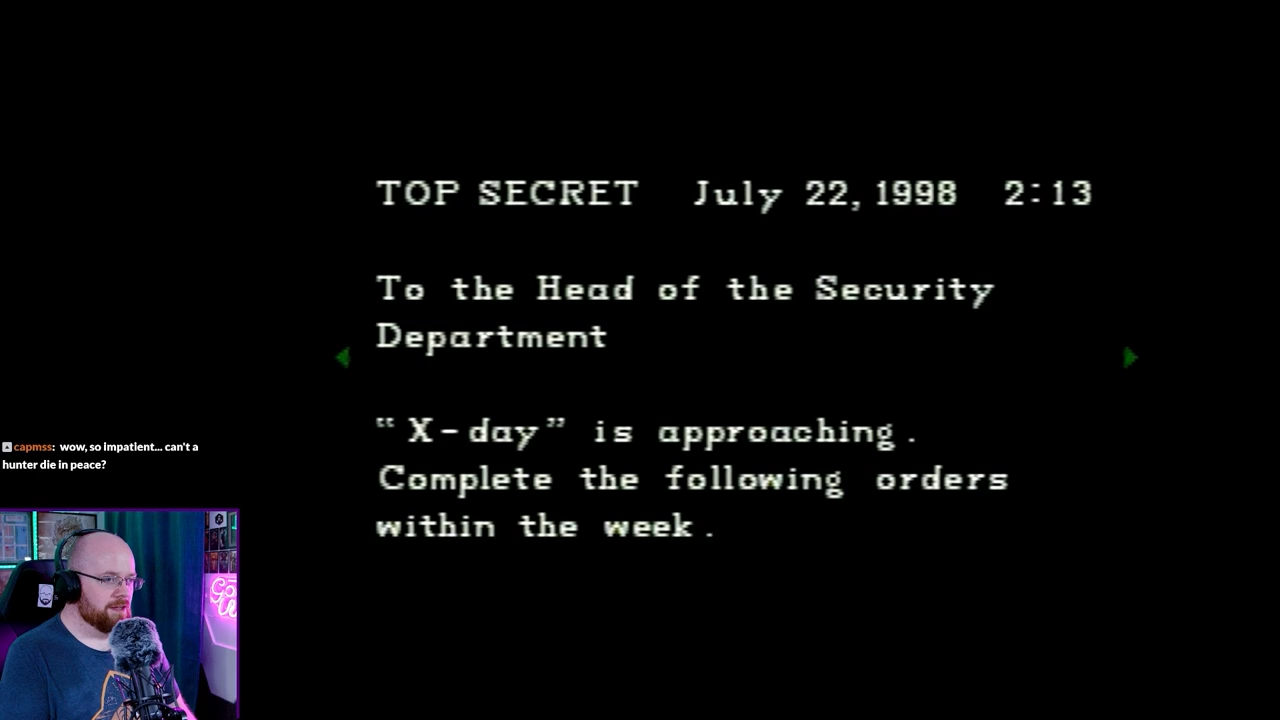 TOP SECRET July 22, 1998 2:13
To the Head of the Security
Department
“X-day” is approaching.
Complete the following orders
within the week.
capmss: wow, so impatient... can't a
hunter die in peace?